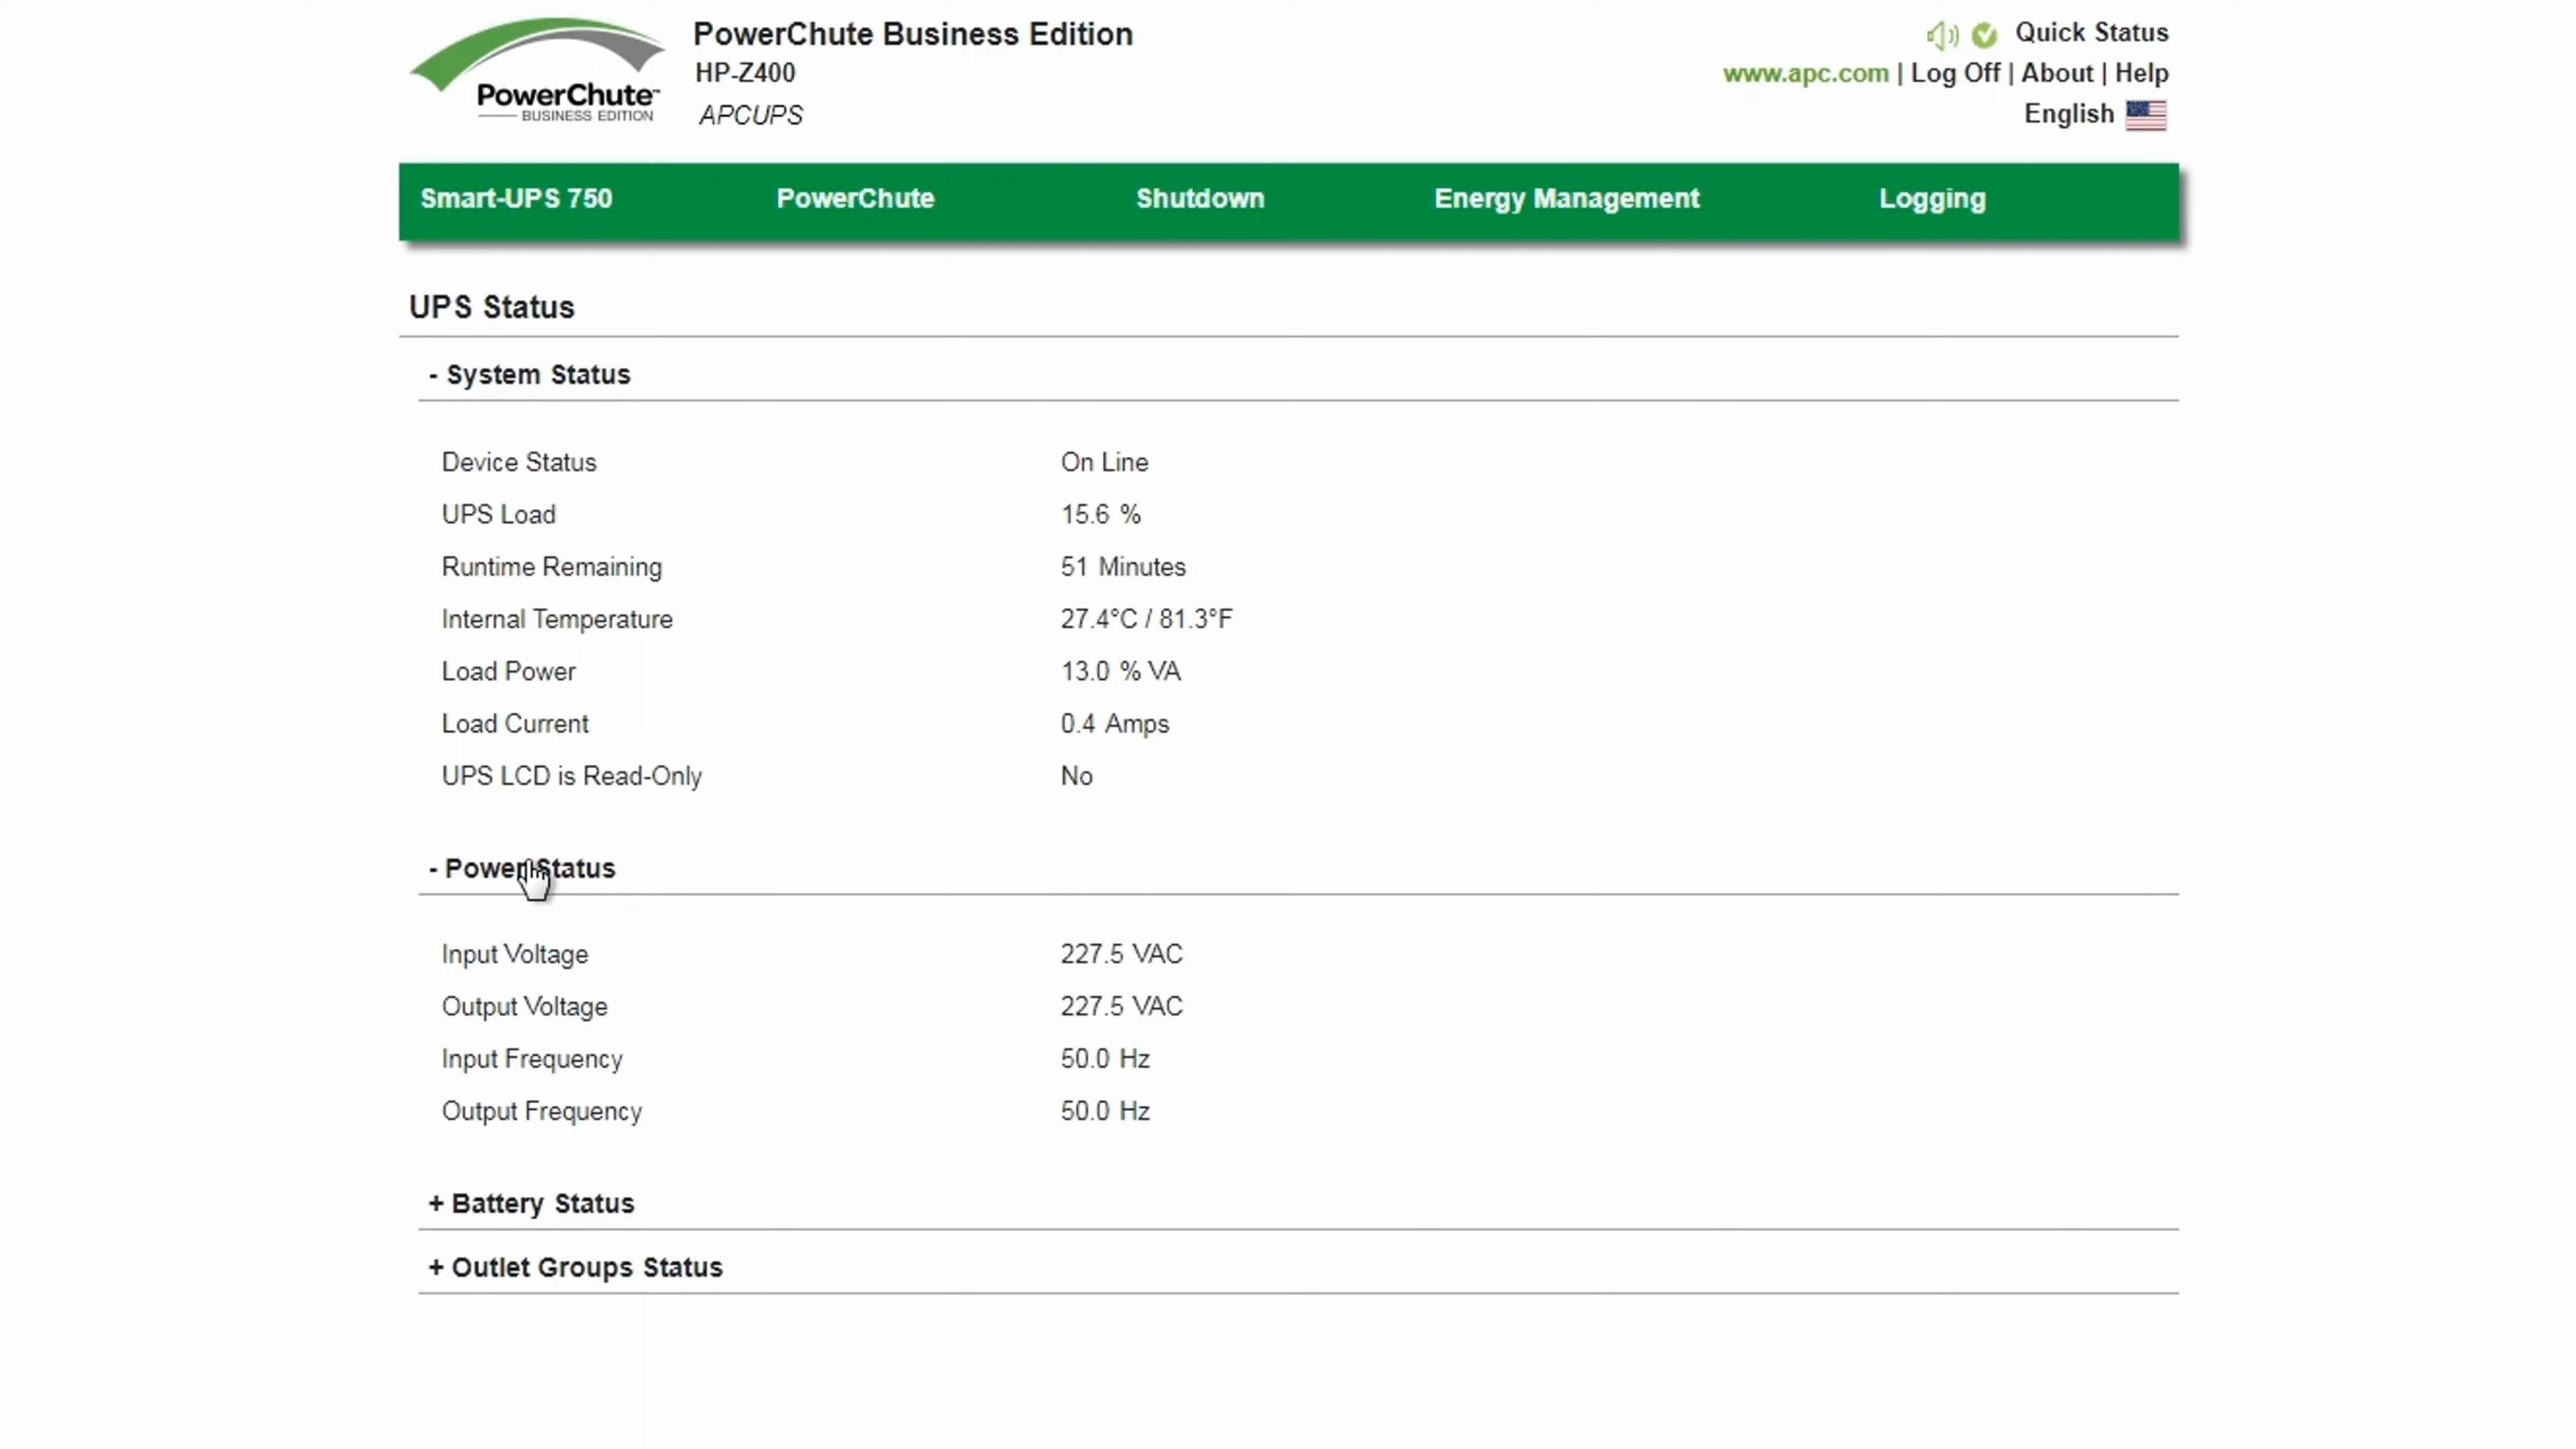 PowerChute™
BUSINESS EDITION
PowerChute Business Edition
HP-Z400
APCUPS
Quick Status
www.apc.com | Log Off | About | Help
English
Smart-UPS 750 PowerChute Shutdown Energy Management Logging
UPS Status
- System Status
Device Status On Line
UPS Load 15.6 %
Runtime Remaining 51 Minutes
Internal Temperature 27.4°C / 81.3°F
Load Power 13.0 % VA
Load Current 0.4 Amps
UPS LCD is Read-Only No
- Power Status
Input Voltage 227.5 VAC
Output Voltage 227.5 VAC
Input Frequency 50.0 Hz
Output Frequency 50.0 Hz
+ Battery Status
+ Outlet Groups Status